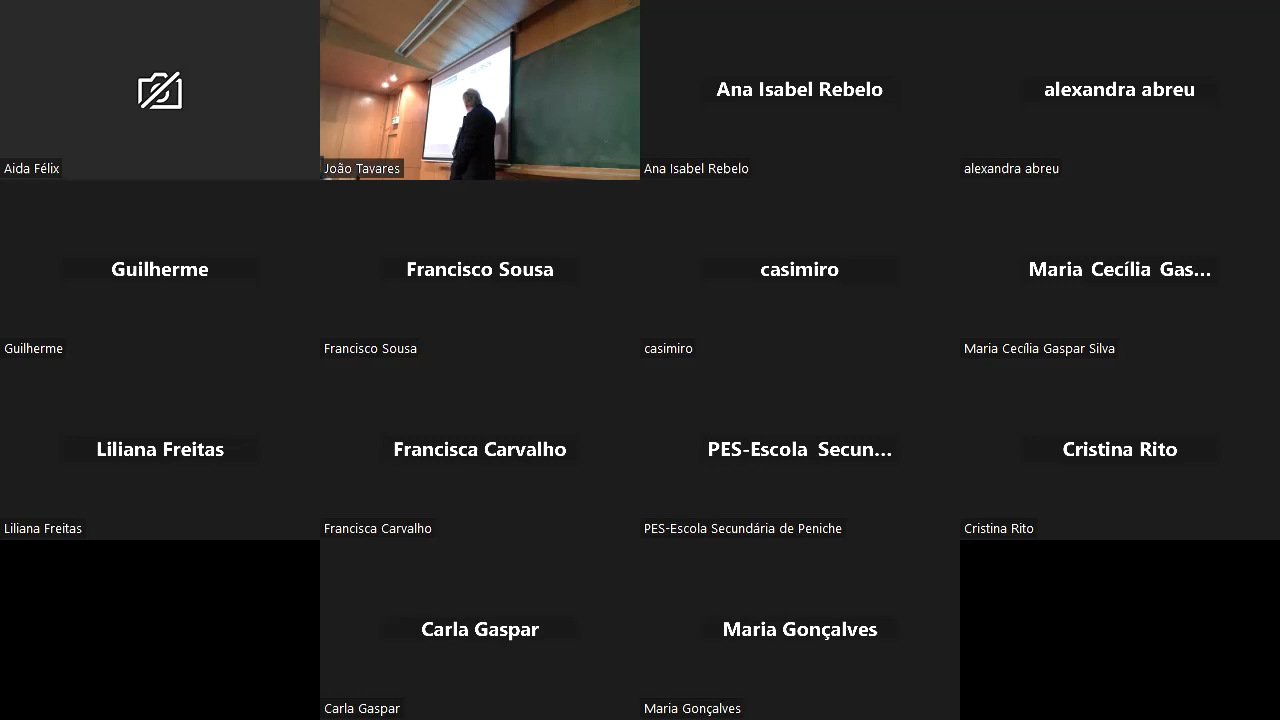 Aida Félix
João Tavares
Ana Isabel Rebelo
Ana Isabel Rebelo
alexandra abreu
alexandra abreu
Guilherme
Guilherme
Francisco Sousa
Francisco Sousa
casimiro
casimiro
Maria Cecília Gas...
Maria Cecília Gaspar Silva
Liliana Freitas
Liliana Freitas
Francisca Carvalho
Francisca Carvalho
PES-Escola Secun...
PES-Escola Secundária de Peniche
Cristina Rito
Cristina Rito
Carla Gaspar
Carla Gaspar
Maria Gonçalves
Maria Gonçalves